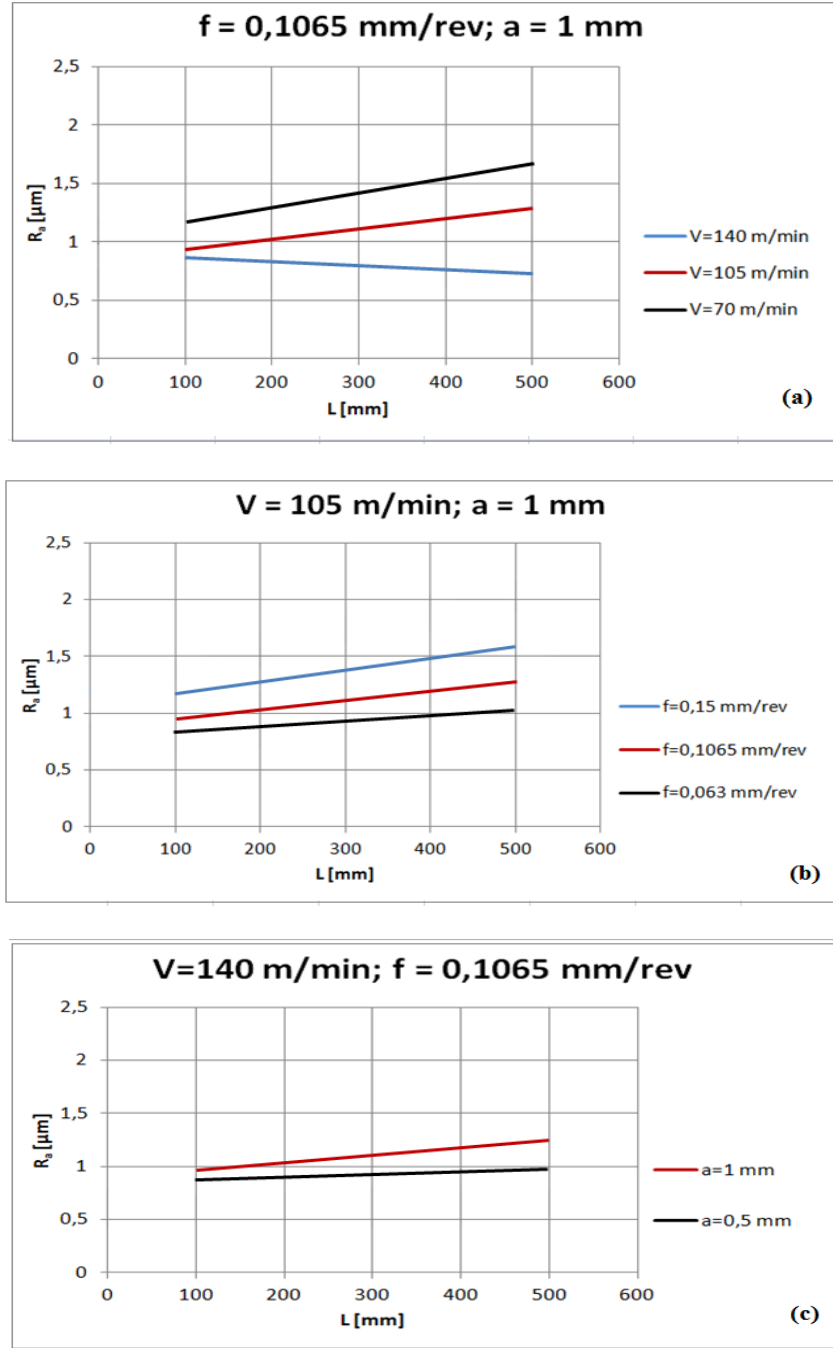 f = 0,1065 mm/rev; a = 1 mm
2,5
2
1,5
1
0,5
0
Ra [µm]
0 100 200 300 400 500 600
L [mm]
V=140 m/min
V=105 m/min
V=70 m/min
(a)
V = 105 m/min; a = 1 mm
2,5
2
1,5
1
0,5
0
Ra [µm]
0 100 200 300 400 500 600
L [mm]
f=0,15 mm/rev
f=0,1065 mm/rev
f=0,063 mm/rev
(b)
V=140 m/min; f = 0,1065 mm/rev
2,5
2
1,5
1
0,5
0
Ra [µm]
0 100 200 300 400 500 600
L [mm]
a=1 mm
a=0,5 mm
(c)